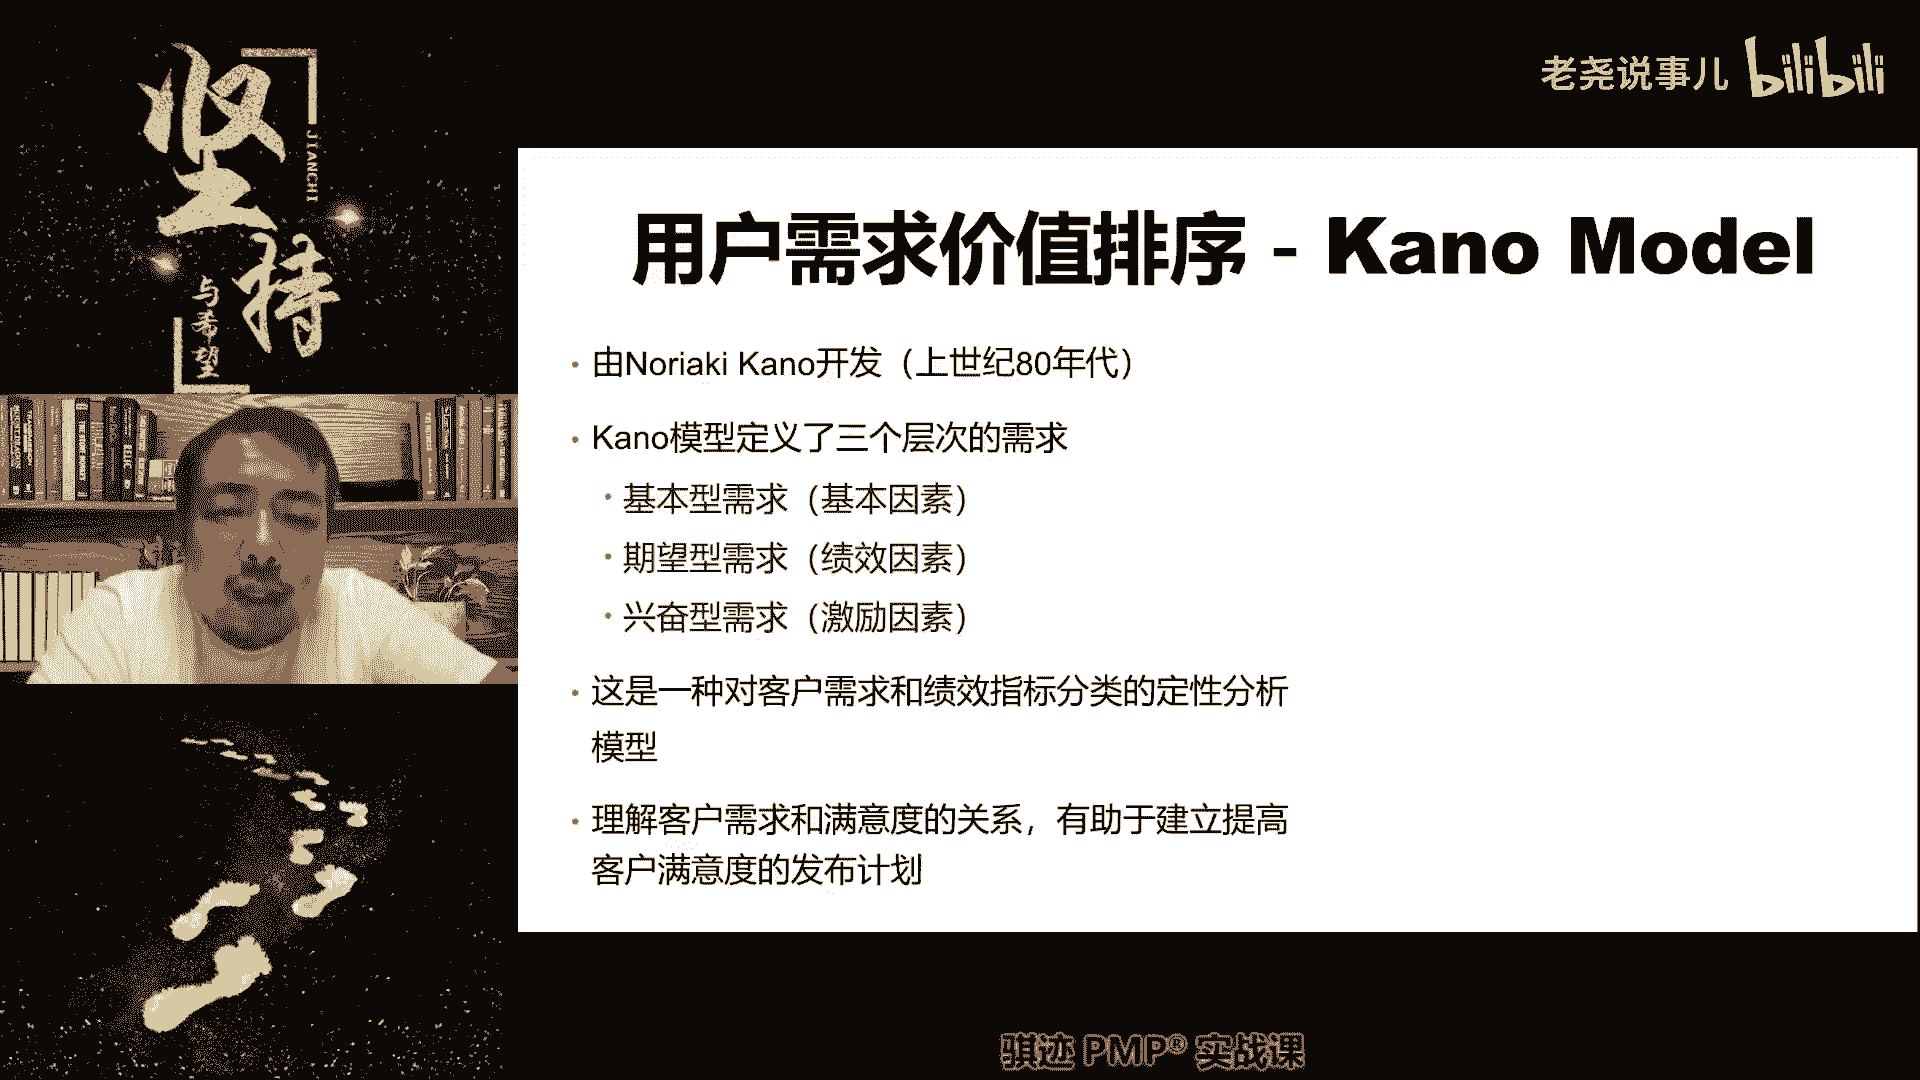 坚持
JIANCHI
与希望
老尧说事儿 bilibili
用户需求价值排序 - Kano Model
· 由Noriaki Kano开发（上世纪80年代）
· Kano模型定义了三个层次的需求
· 基本型需求（基本因素）
· 期望型需求（绩效因素）
· 兴奋型需求（激励因素）
· 这是一种对客户需求和绩效指标分类的定性分析
模型
· 理解客户需求和满意度的关系，有助于建立提高
客户满意度的发布计划
骐迹 PMP® 实战课